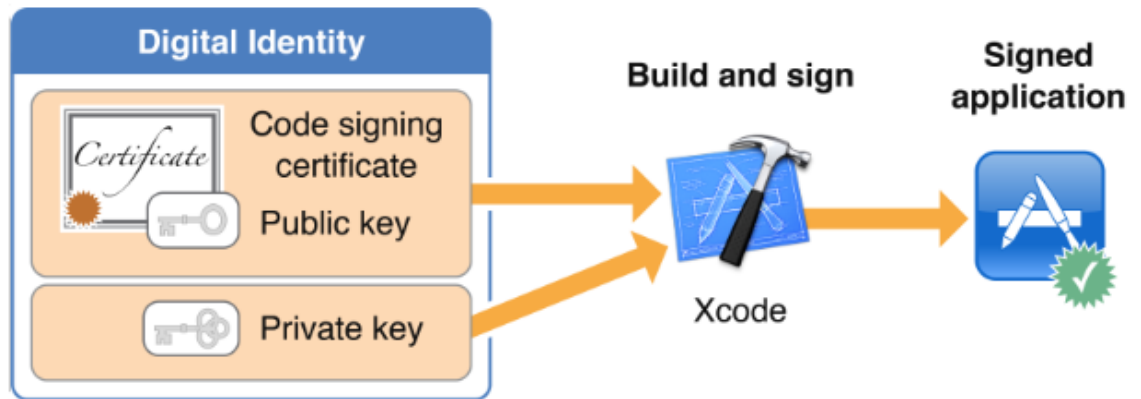 Digital Identity
Certificate
Code signing
certificate
Public key
Private key
Build and sign
Xcode
Signed
application